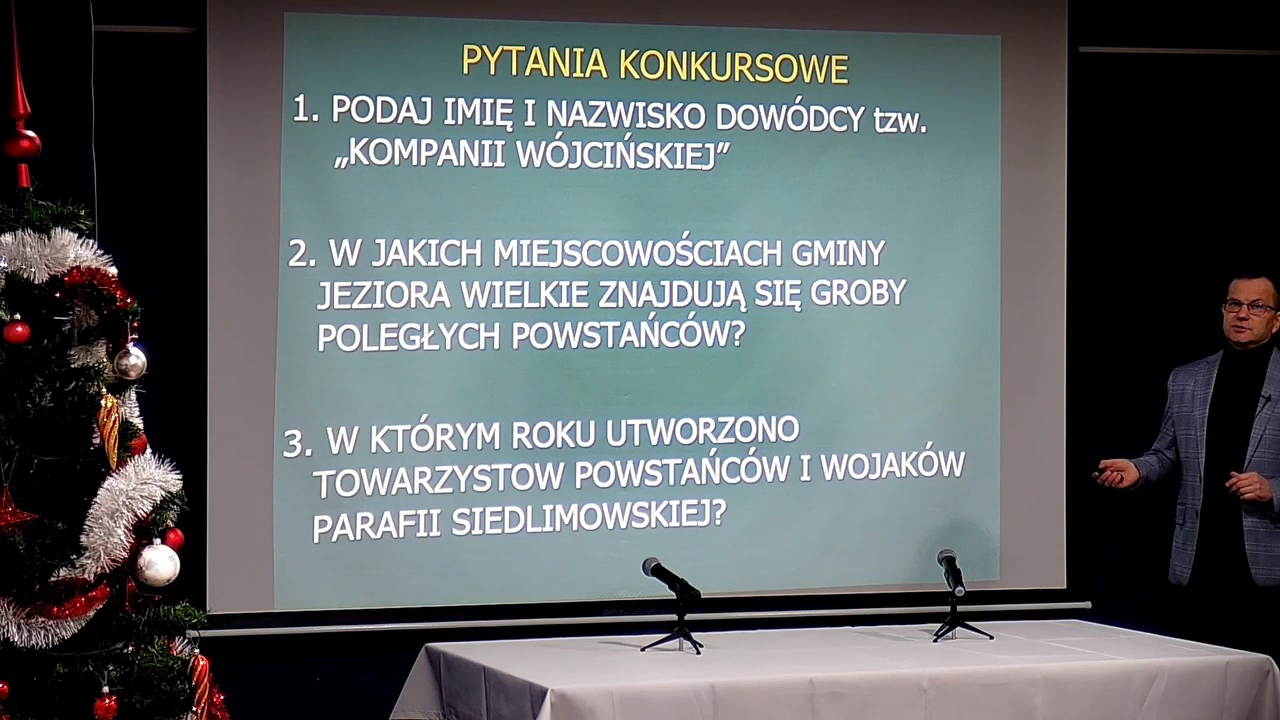 PYTANIA KONKURSOWE
1. PODAJ IMIĘ I NAZWISKO DOWÓDCY tzw.
„KOMPANII WÓJCIŃSKIEJ”
2. W JAKICH MIEJSCOWOŚCIACH GMINY
JEZIORA WIELKIE ZNAJDUJĄ SIĘ GROBY
POLEGŁYCH POWSTAŃCÓW?
3. W KTÓRYM ROKU UTWORZONO
TOWARZYSTOW POWSTAŃCÓW I WOJAKÓW
PARAFII SIEDLIMOWSKIEJ?